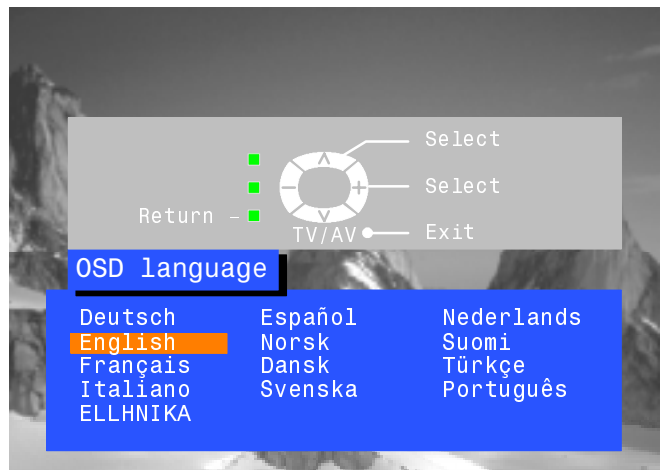 Select
Select
Return –
TV/AV
Exit
OSD language
Deutsch Español Nederlands
English Norsk Suomi
Français Dansk Türkçe
Italiano Svenska Português
ELLHNIKA